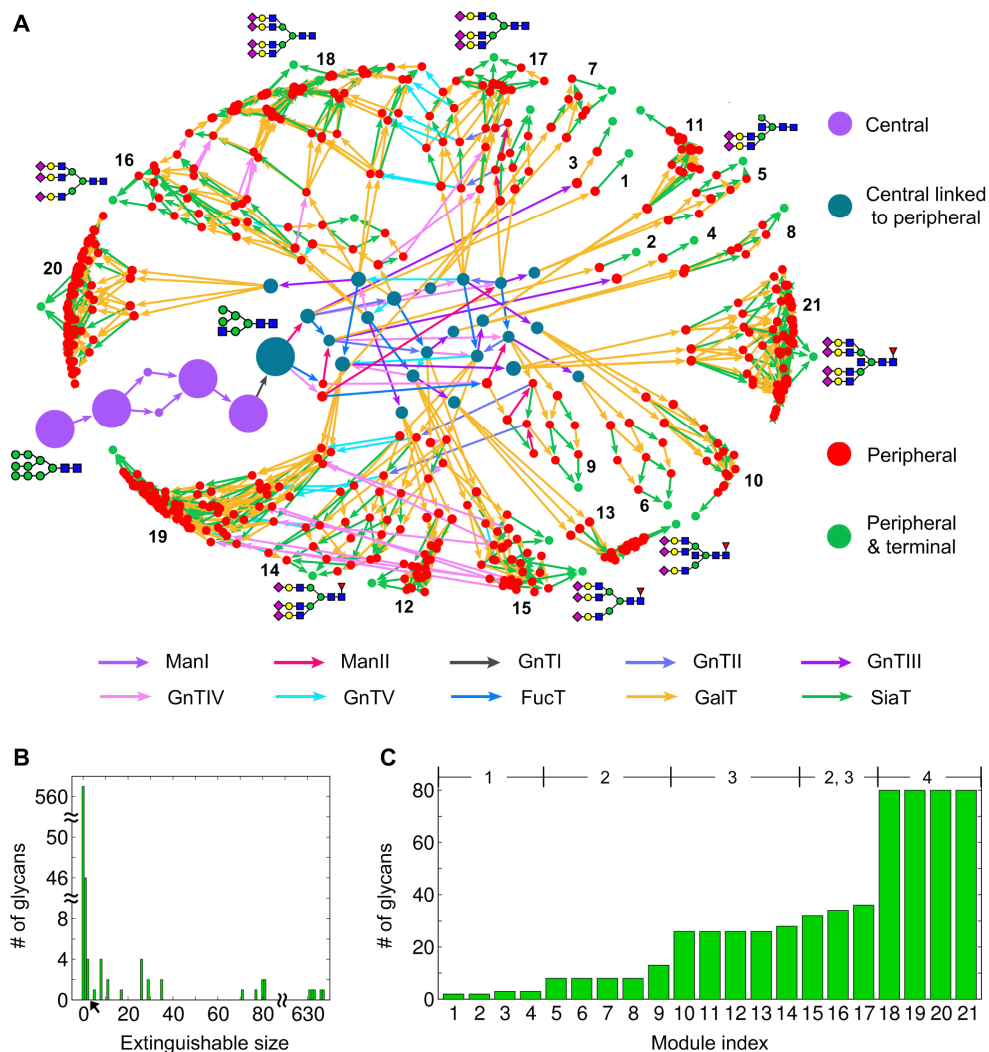 A
18
17
7
16
11
3
1
5
2
4
8
20
21
9
6
10
13
19
14
12
15
Central
Central linked
to peripheral
Peripheral
Peripheral
& terminal
ManI
ManII
GnTI
GnTII
GnTIII
GnTIV
GnTV
FucT
GalT
SiaT
B
560
50
46
8
4
0
# of glycans
0 20 40 60 80 630
Extinguishable size
C
1 2 3 2, 3 4
80
60
40
20
0
# of glycans
1 2 3 4 5 6 7 8 9 10 11 12 13 14 15 16 17 18 19 20 21
Module index